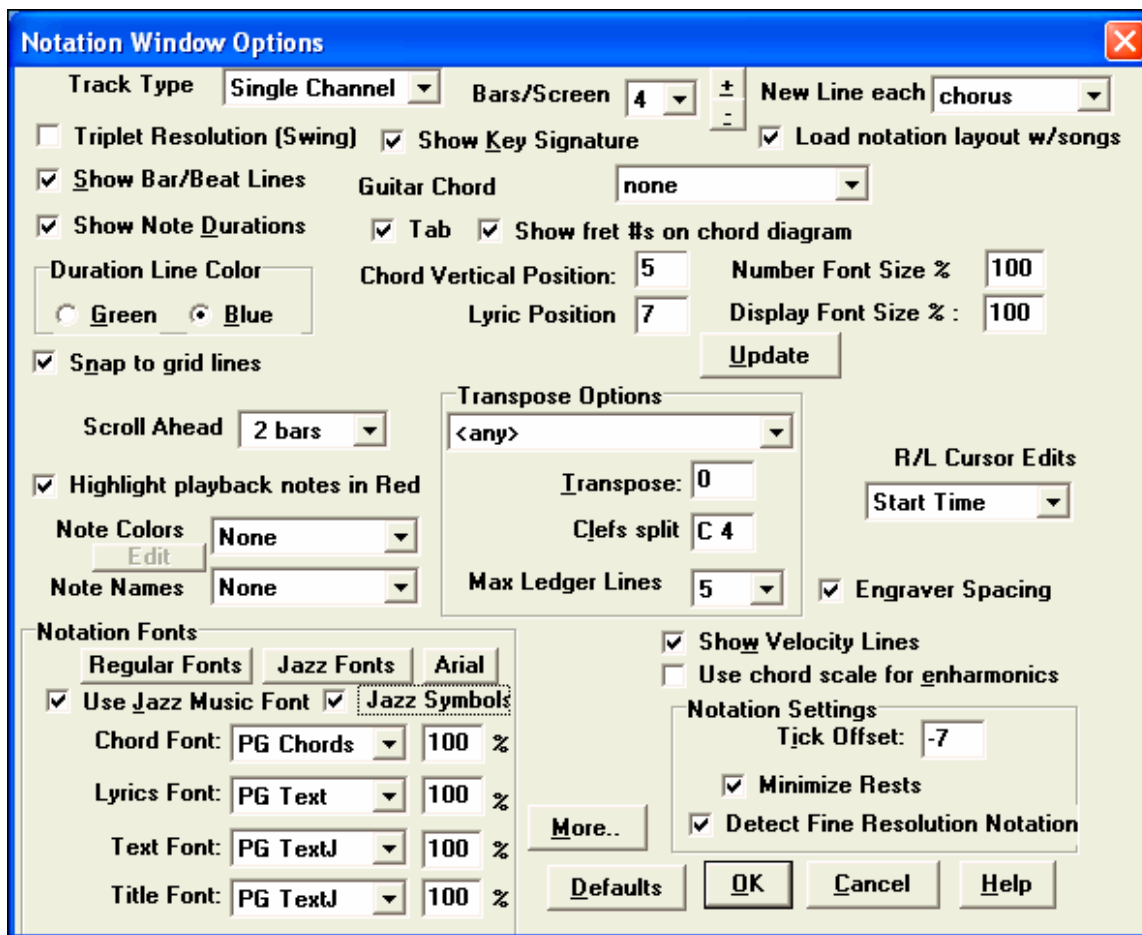 Notation Window Options
Track Type Single Channel Bars/Screen 4 + - New Line each chorus
Triplet Resolution (Swing) Show Key Signature Load notation layout w/songs
Show Bar/Beat Lines Guitar Chord none
Show Note Durations Tab Show fret #s on chord diagram
Duration Line Color Chord Vertical Position: 5 Number Font Size % 100
Green Blue Lyric Position 7 Display Font Size % : 100
Snap to grid lines Update
Transpose Options
Scroll Ahead 2 bars <any>
R/L Cursor Edits
Highlight playback notes in Red Transpose: 0 Start Time
Note Colors None Clefs split C 4
Edit
Note Names None Max Ledger Lines 5 Engraver Spacing
Notation Fonts Show Velocity Lines
Regular Fonts Jazz Fonts Arial Use chord scale for enharmonics
Use Jazz Music Font Jazz Symbols Notation Settings
Chord Font: PG Chords 100 % Tick Offset: -7
Lyrics Font: PG Text 100 % Minimize Rests
More.. Detect Fine Resolution Notation
Text Font: PG TextJ 100 %
Title Font: PG TextJ 100 % Defaults OK Cancel Help